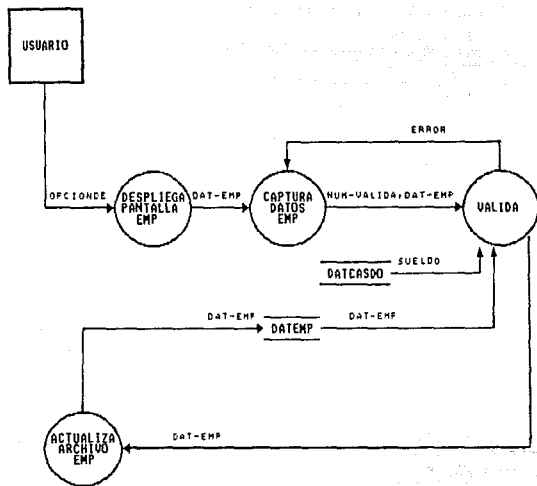 USUARIO
ERROR
OPCIONDE
DESPLIEGA
PANTALLA
EMP
DAT-EMP
CAPTURA
DATOS
EMP
NUM-VALIDA,DAT-EMP
VALIDA
DATCASDO
SUELDO
DAT-EMP
DATEMP
DAT-EMP
ACTUALIZA
ARCHIVO
EMP
DAT-EMP